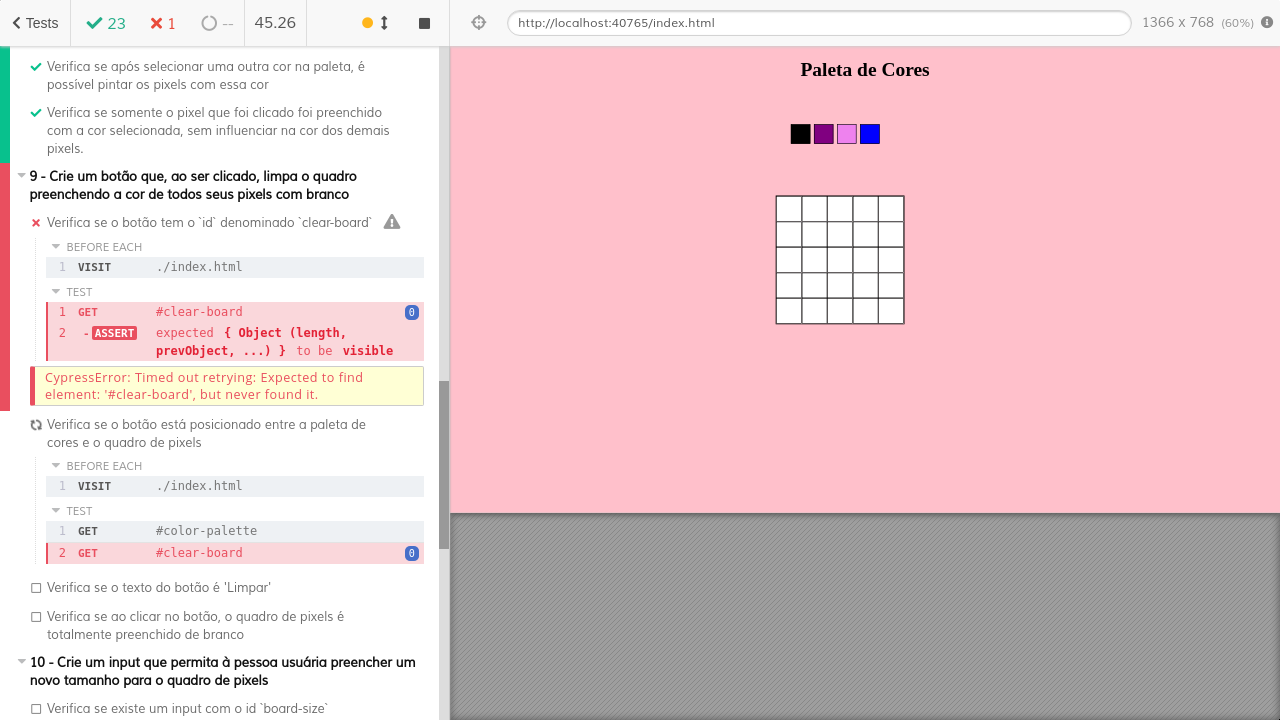 Tests
23
1
--
45.26
http://localhost:40765/index.html
1366 x 768 (60%)
Verifica se após selecionar uma outra cor na paleta, é
possível pintar os pixels com essa cor
Verifica se somente o pixel que foi clicado foi preenchido
com a cor selecionada, sem influenciar na cor dos demais
pixels.
9 - Crie um botão que, ao ser clicado, limpa o quadro
preenchendo a cor de todos seus pixels com branco
Verifica se o botão tem o `id` denominado `clear-board`
BEFORE EACH
1 VISIT ./index.html
TEST
1 GET #clear-board 0
2 -ASSERT expected { Object (length,
prevObject, ...) } to be visible
CypressError: Timed out retrying: Expected to find
element: '#clear-board', but never found it.
Verifica se o botão está posicionado entre a paleta de
cores e o quadro de pixels
BEFORE EACH
1 VISIT ./index.html
TEST
1 GET #color-palette
2 GET #clear-board 0
Verifica se o texto do botão é 'Limpar'
Verifica se ao clicar no botão, o quadro de pixels é
totalmente preenchido de branco
10 - Crie um input que permita à pessoa usuária preencher um
novo tamanho para o quadro de pixels
Verifica se existe um input com o id `board-size`
Paleta de Cores